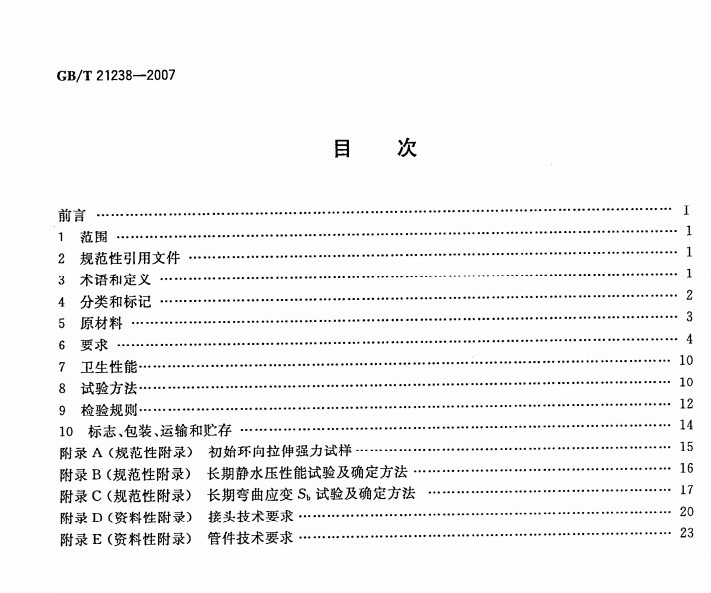 GB/T 21238—2007
目 次
前言 …… I
1 范围 …… 1
2 规范性引用文件 …… 1
3 术语和定义 …… 1
4 分类和标记 …… 2
5 原材料 …… 3
6 要求 …… 4
7 卫生性能 …… 10
8 试验方法 …… 10
9 检验规则 …… 12
10 标志、包装、运输和贮存 …… 14
附录 A (规范性附录) 初始环向拉伸强力试样 …… 15
附录 B (规范性附录) 长期静水压性能试验及确定方法 …… 16
附录 C (规范性附录) 长期弯曲应变 Sb 试验及确定方法 …… 17
附录 D (资料性附录) 接头技术要求 …… 20
附录 E (资料性附录) 管件技术要求 …… 23